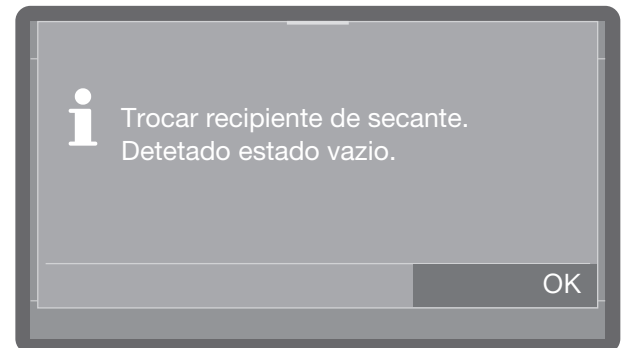 Trocar recipiente de secante.
Detetado estado vazio.
OK